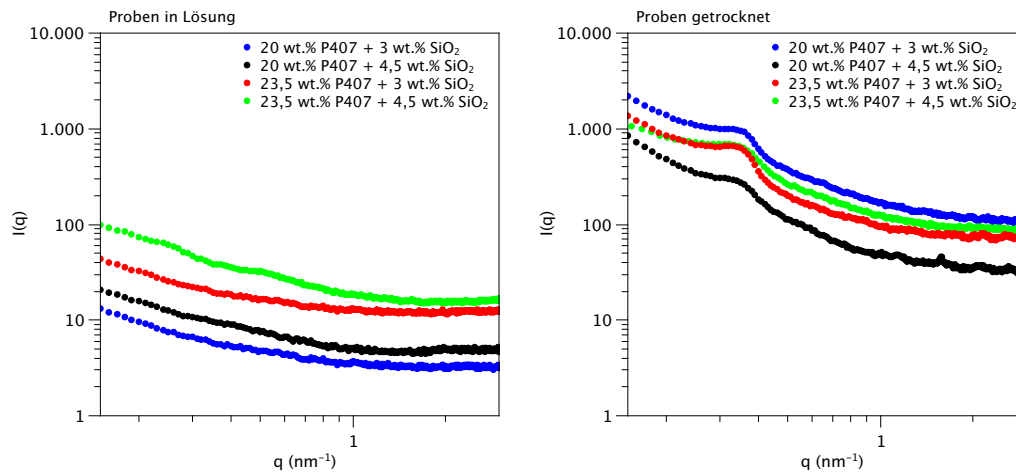 Proben in Lösung
10.000
1.000
100
10
1
I(q)
20 wt.% P407 + 3 wt.% SiO₂
20 wt.% P407 + 4,5 wt.% SiO₂
23,5 wt.% P407 + 3 wt.% SiO₂
23,5 wt.% P407 + 4,5 wt.% SiO₂
1
q (nm⁻¹)
Proben getrocknet
10.000
1.000
100
10
1
I(q)
20 wt.% P407 + 3 wt.% SiO₂
20 wt.% P407 + 4,5 wt.% SiO₂
23,5 wt.% P407 + 3 wt.% SiO₂
23,5 wt.% P407 + 4,5 wt.% SiO₂
1
q (nm⁻¹)